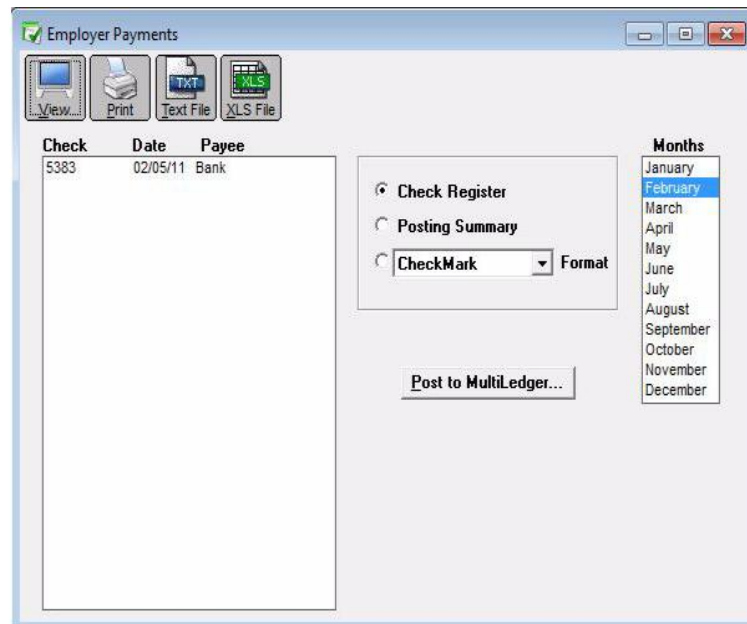 Employer Payments
View... Print Text File XLS File
TXT XLS
Check Date Payee
5383 02/05/11 Bank
Check Register
Posting Summary
CheckMark Format
Post to MultiLedger...
Months
January
February
March
April
May
June
July
August
September
October
November
December